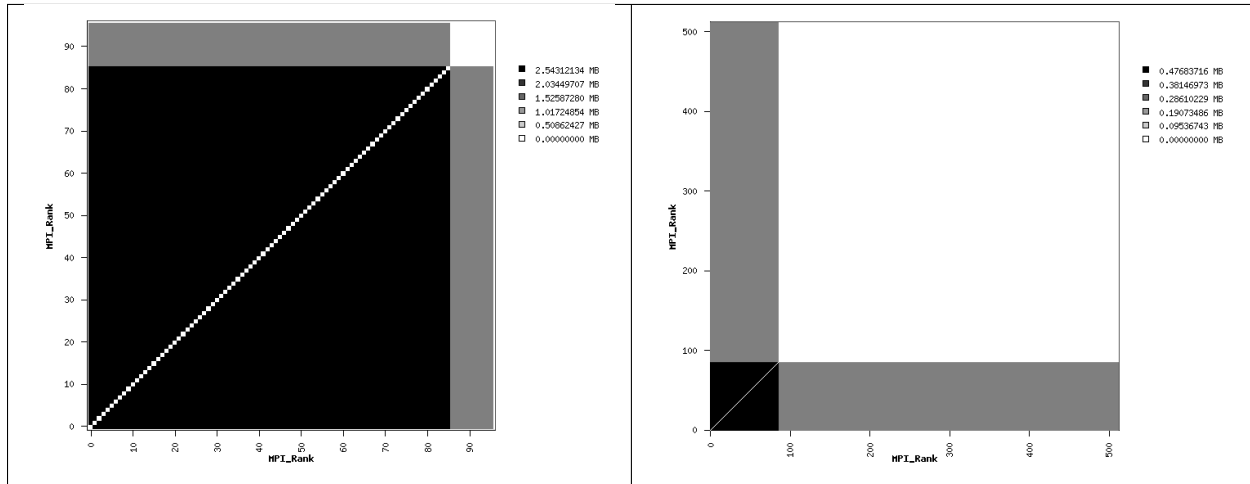 90
80
70
60
50
40
30
20
10
0
MPI_Rank
0 10 20 30 40 50 60 70 80 90
MPI_Rank
2.54312134 MB
2.03449707 MB
1.52587280 MB
1.01724854 MB
0.50862427 MB
0.00000000 MB
500
400
300
200
100
0
MPI_Rank
0 100 200 300 400 500
MPI_Rank
0.47683716 MB
0.38146973 MB
0.28610229 MB
0.19073486 MB
0.09536743 MB
0.00000000 MB